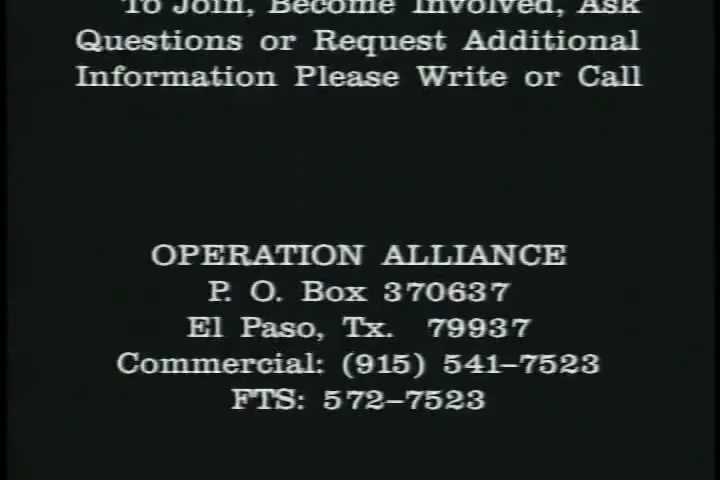 To Join, Become Involved, Ask
Questions or Request Additional
Information Please Write or Call
OPERATION ALLIANCE
P. O. Box 370637
El Paso, Tx. 79937
Commercial: (915) 541-7523
FTS: 572-7523